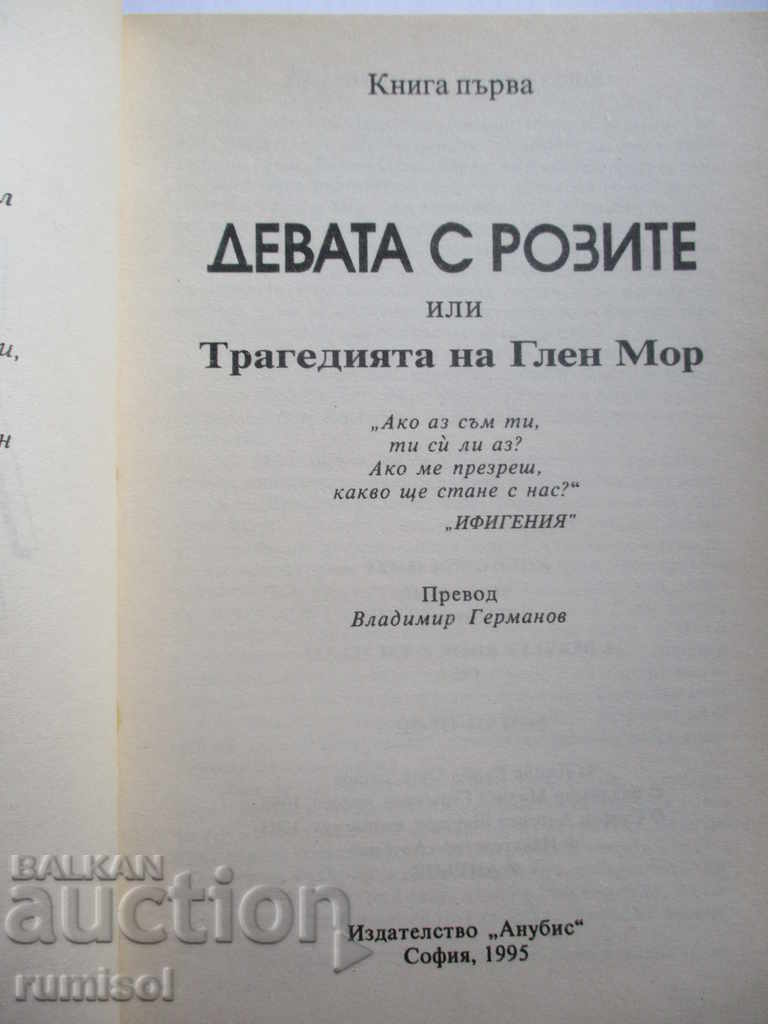 Книга първа
ДЕВАТА С РОЗИТЕ
или
Трагедията на Глен Мор
„Ако аз съм ти,
ти сѝ ли аз?
Ако ме презреш,
какво ще стане с нас?“
„ИФИГЕНИЯ"
Превод
Владимир Германов
Издателство „Анубис“
София, 1995
BALKAN
auction
rumisol